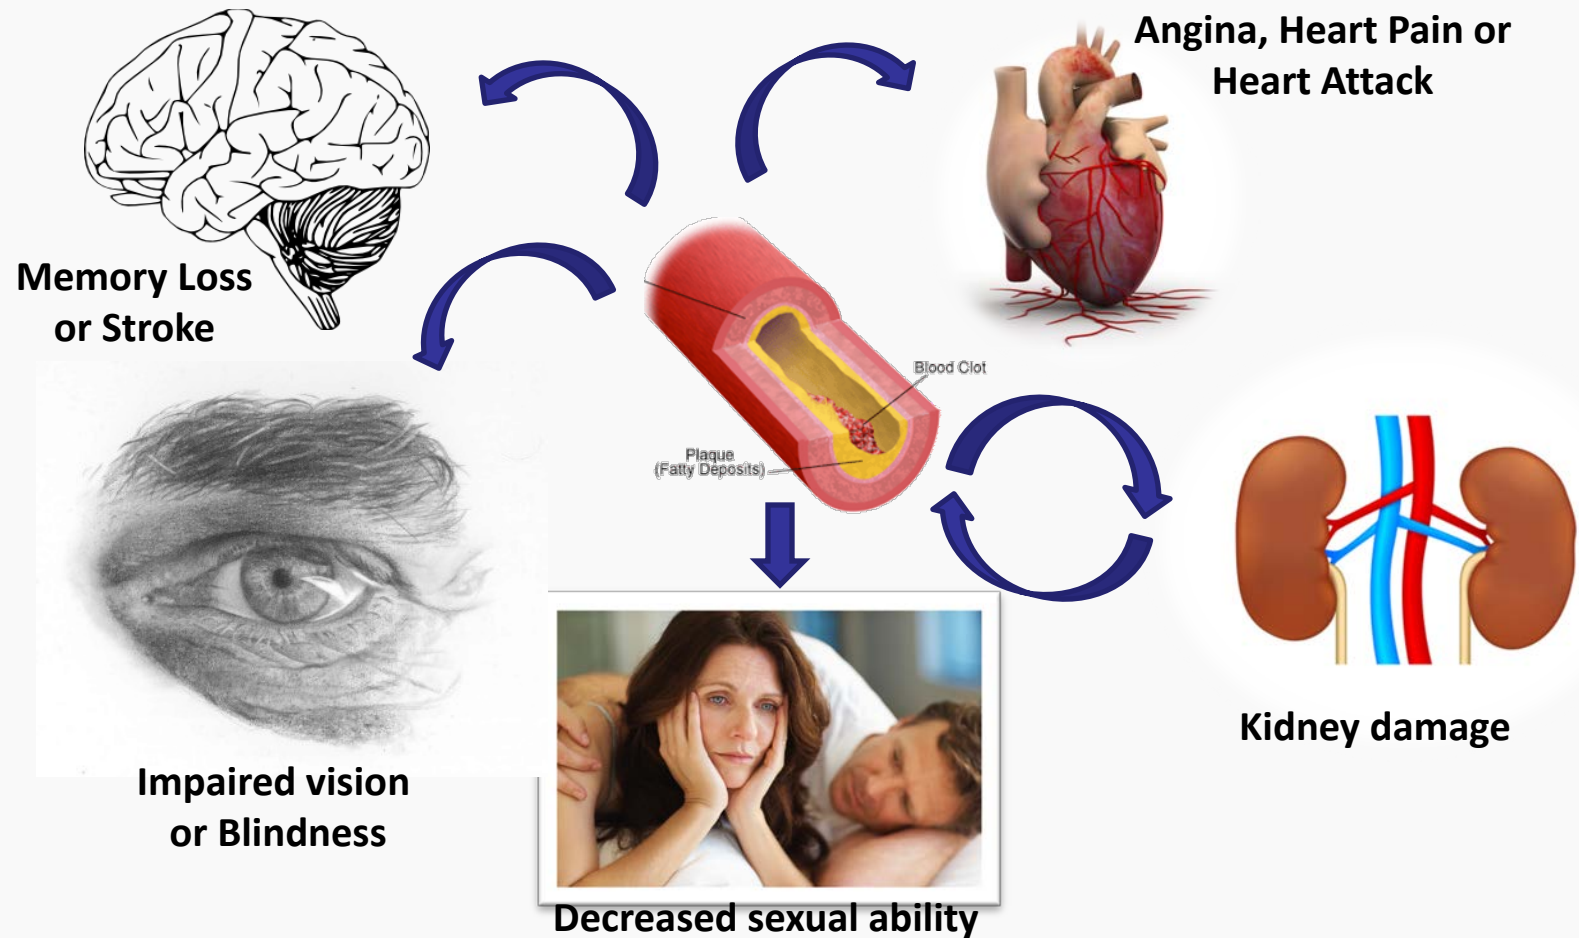 Angina, Heart Pain or
Heart Attack
Memory Loss
or Stroke
Blood Clot
Plaque
(Fatty Deposits)
Kidney damage
Impaired vision
or Blindness
Decreased sexual ability